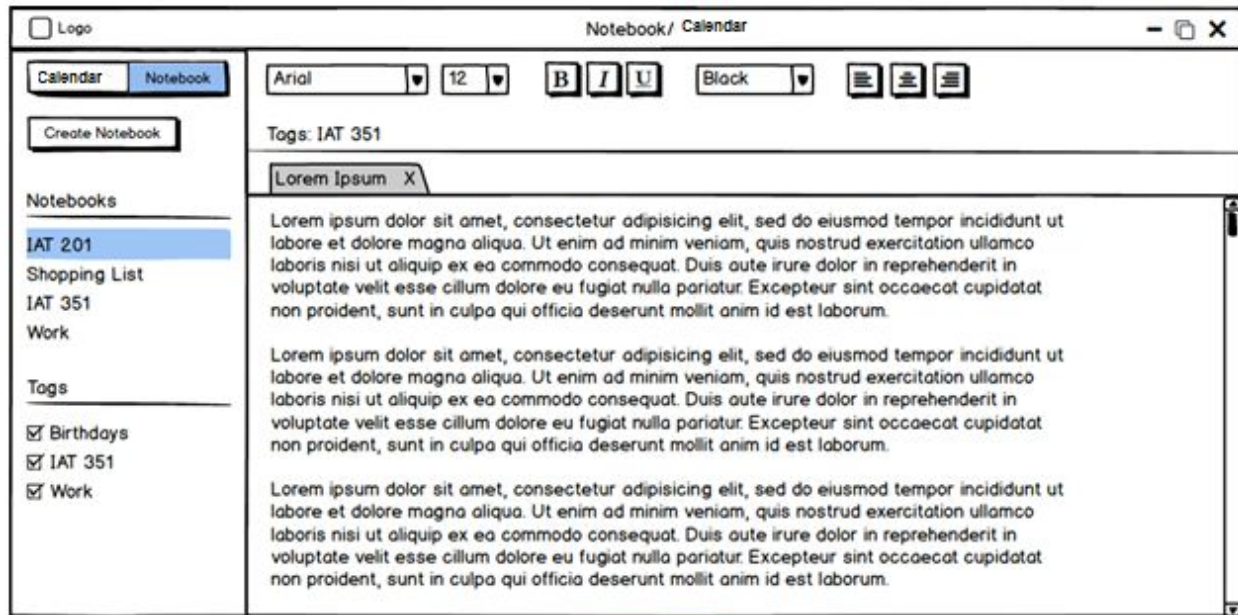 Logo
Notebook/ Calendar
Calendar
Notebook
Create Notebook
Notebooks
IAT 201
Shopping List
IAT 351
Work
Tags
Birthdays
IAT 351
Work
Arial
12
B
I
U
Black
Tags: IAT 351
Lorem Ipsum X
Lorem ipsum dolor sit amet, consectetur adipisicing elit, sed do eiusmod tempor incididunt ut
labore et dolore magna aliqua. Ut enim ad minim veniam, quis nostrud exercitation ullamco
laboris nisi ut aliquip ex ea commodo consequat. Duis aute irure dolor in reprehenderit in
voluptate velit esse cillum dolore eu fugiat nulla pariatur. Excepteur sint occaecat cupidatat
non proident, sunt in culpa qui officia deserunt mollit anim id est laborum.
Lorem ipsum dolor sit amet, consectetur adipisicing elit, sed do eiusmod tempor incididunt ut
labore et dolore magna aliqua. Ut enim ad minim veniam, quis nostrud exercitation ullamco
laboris nisi ut aliquip ex ea commodo consequat. Duis aute irure dolor in reprehenderit in
voluptate velit esse cillum dolore eu fugiat nulla pariatur. Excepteur sint occaecat cupidatat
non proident, sunt in culpa qui officia deserunt mollit anim id est laborum.
Lorem ipsum dolor sit amet, consectetur adipisicing elit, sed do eiusmod tempor incididunt ut
labore et dolore magna aliqua. Ut enim ad minim veniam, quis nostrud exercitation ullamco
laboris nisi ut aliquip ex ea commodo consequat. Duis aute irure dolor in reprehenderit in
voluptate velit esse cillum dolore eu fugiat nulla pariatur. Excepteur sint occaecat cupidatat
non proident, sunt in culpa qui officia deserunt mollit anim id est laborum.